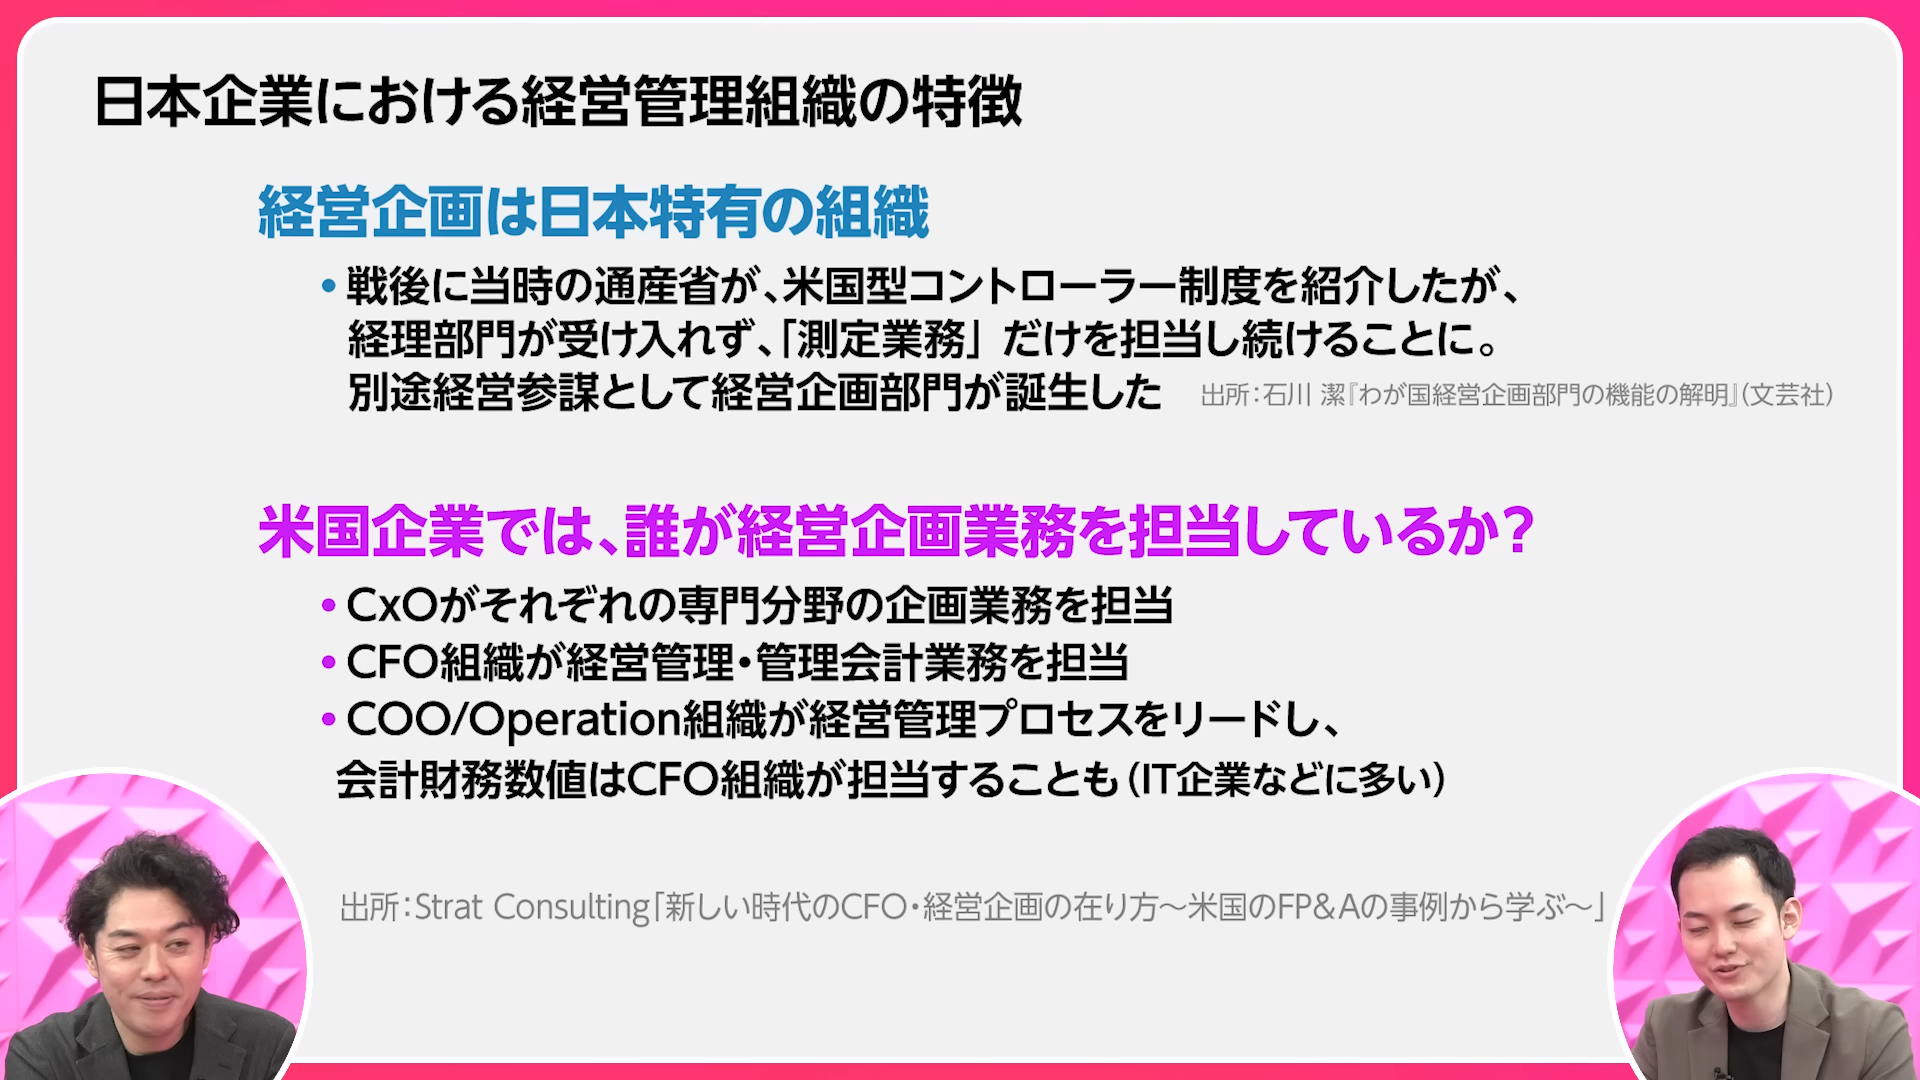 日本企業における経営管理組織の特徴
経営企画は日本特有の組織
• 戦後に当時の通産省が、米国型コントローラー制度を紹介したが、
経理部門が受け入れず、「測定業務」だけを担当し続けることに。
別途経営参謀として経営企画部門が誕生した 出所：石川 潔『わが国経営企画部門の機能の解明』（文芸社）
米国企業では、誰が経営企画業務を担当しているか？
• CxOがそれぞれの専門分野の企画業務を担当
• CFO組織が経営管理・管理会計業務を担当
• COO/Operation組織が経営管理プロセスをリードし、
会計財務数値はCFO組織が担当することも（IT企業などに多い）
出所：Strat Consulting「新しい時代のCFO・経営企画の在り方〜米国のFP&Aの事例から学ぶ〜」